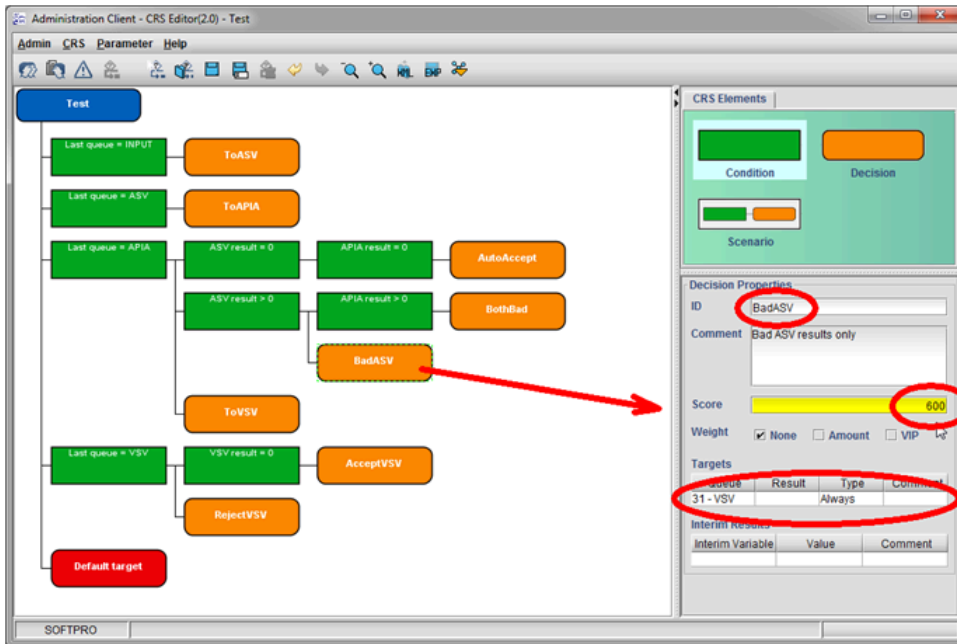 Administration Client - CRS Editor(2.0) - Test
Admin CRS Parameter Help
XML EXP
Test
Last queue = INPUT
ToASV
Last queue = ASV
ToAPIA
Last queue = APIA
ASV result = 0
APIA result = 0
AutoAccept
ASV result > 0
APIA result > 0
BothBad
BadASV
ToVSV
Last queue = VSV
VSV result = 0
AcceptVSV
RejectVSV
Default target
CRS Elements
Condition
Decision
Scenario
Decision Properties
ID BadASV
Comment Bad ASV results only
Score 600
Weight None Amount VIP
Targets
Queue Result Type Comment
31 - VSV Always
Interim Results
Interim Variable Value Comment
SOFTPRO